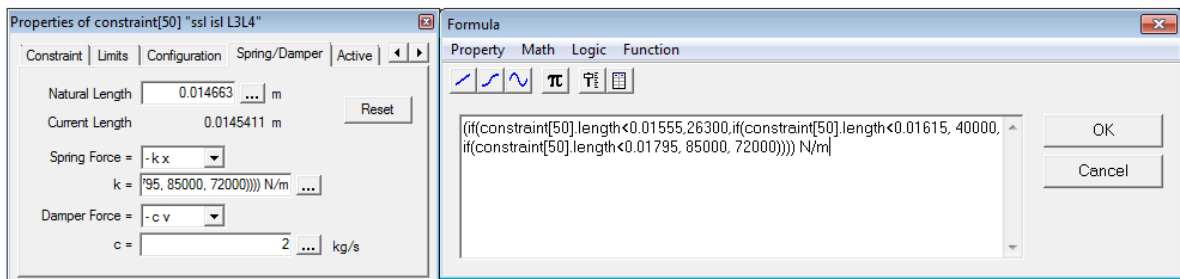 Properties of constraint[50] "ssl isl L3L4"
Constraint Limits Configuration Spring/Damper Active
Natural Length 0.014663 ... m
Reset
Current Length 0.0145411 m
Spring Force = - k x
k = 795, 85000, 72000)))) N/m ...
Damper Force = - c v
c = 2 ... kg/s
Formula
Property Math Logic Function
π
(if(constraint[50].length<0.01555,26300,if(constraint[50].length<0.01615, 40000,
if(constraint[50].length<0.01795, 85000, 72000)))) N/m
OK
Cancel